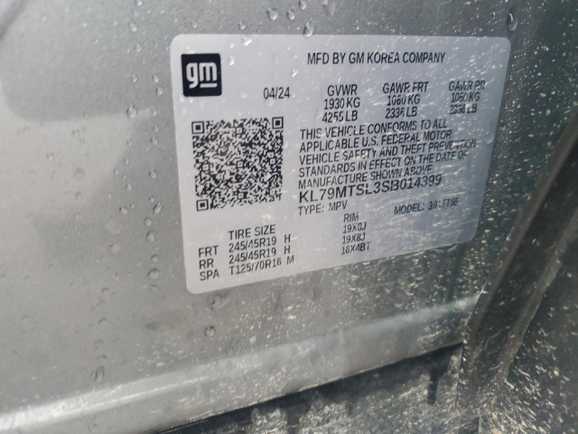 gm
MFD BY GM KOREA COMPANY
04/24 GVWR GAWR FRT GAWR RR
1930 KG 1060 KG 1060 KG
4255 LB 2336 LB 2336 LB
THIS VEHICLE CONFORMS TO ALL
APPLICABLE U.S. FEDERAL MOTOR
VEHICLE SAFETY AND THEFT PREVENTION
STANDARDS IN EFFECT ON THE DATE OF
MANUFACTURE SHOWN ABOVE.
KL79MTSL3SB014399
TYPE: MPV MODEL:
TIRE SIZE RIM
FRT 245/45R19 H 19X8J
RR 245/45R19 H 19X8J
SPA T125/70R16 M 16X4BT